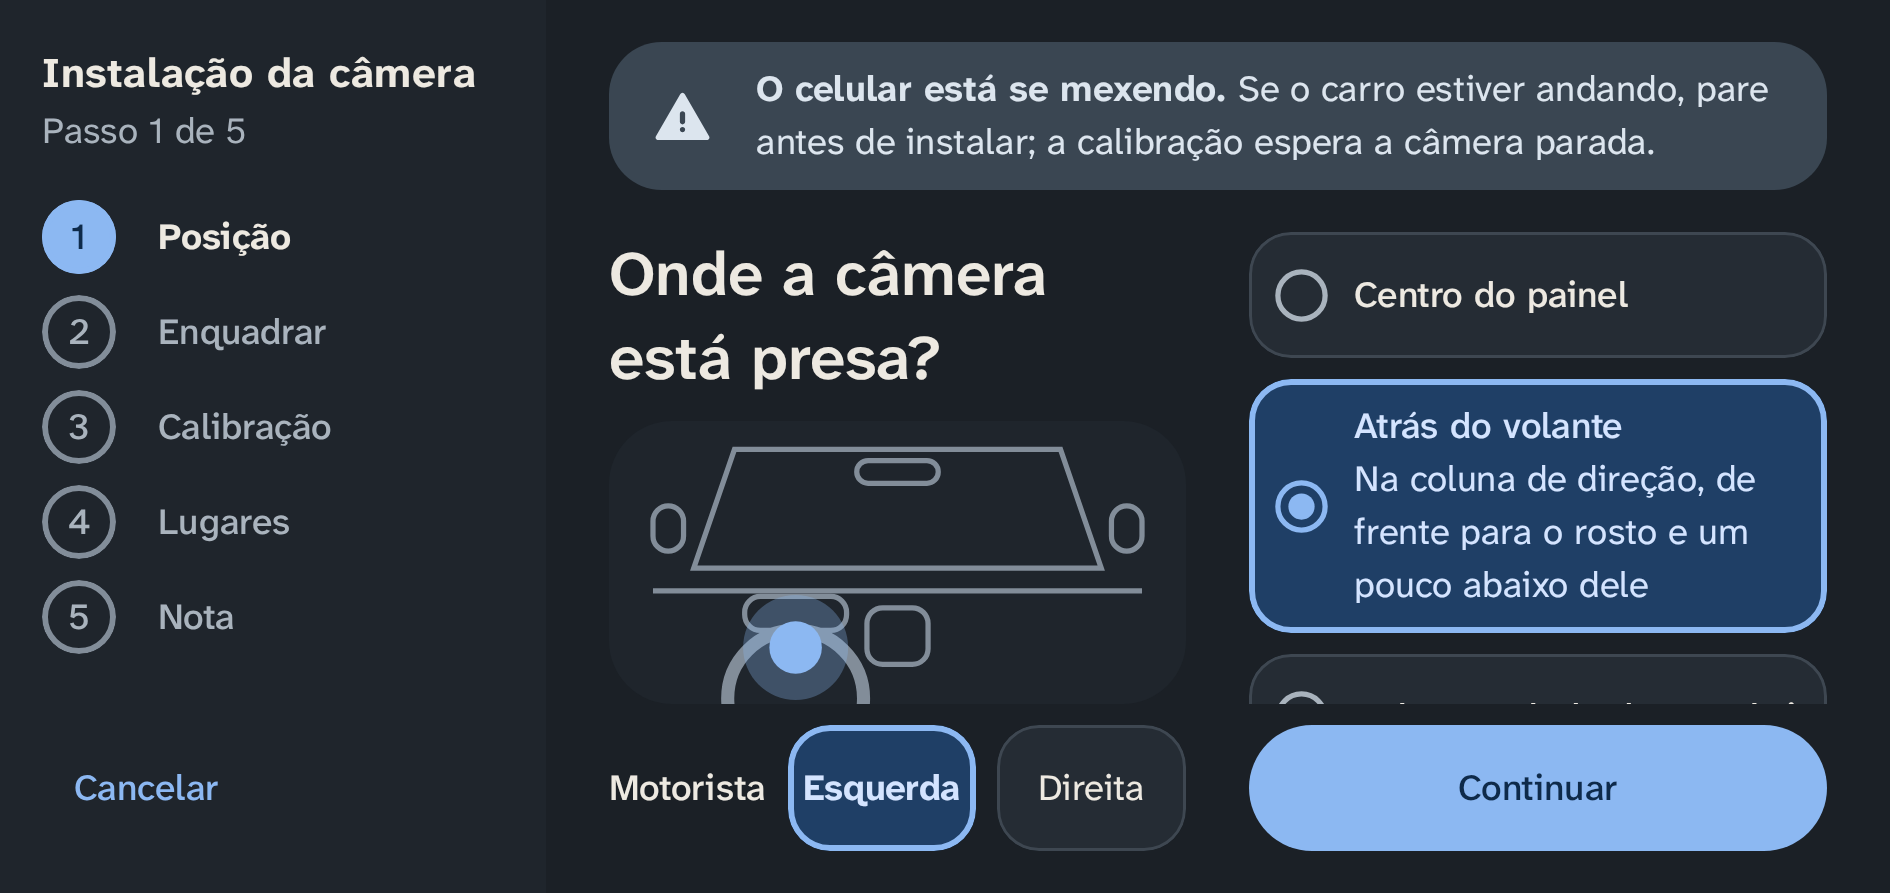 Instalação da câmera
Passo 1 de 5
1 Posição
2 Enquadrar
3 Calibração
4 Lugares
5 Nota
Cancelar
O celular está se mexendo. Se o carro estiver andando, pare
antes de instalar; a calibração espera a câmera parada.
Onde a câmera
está presa?
Motorista
Esquerda
Direita
Centro do painel
Atrás do volante
Na coluna de direção, de
frente para o rosto e um
pouco abaixo dele
Continuar